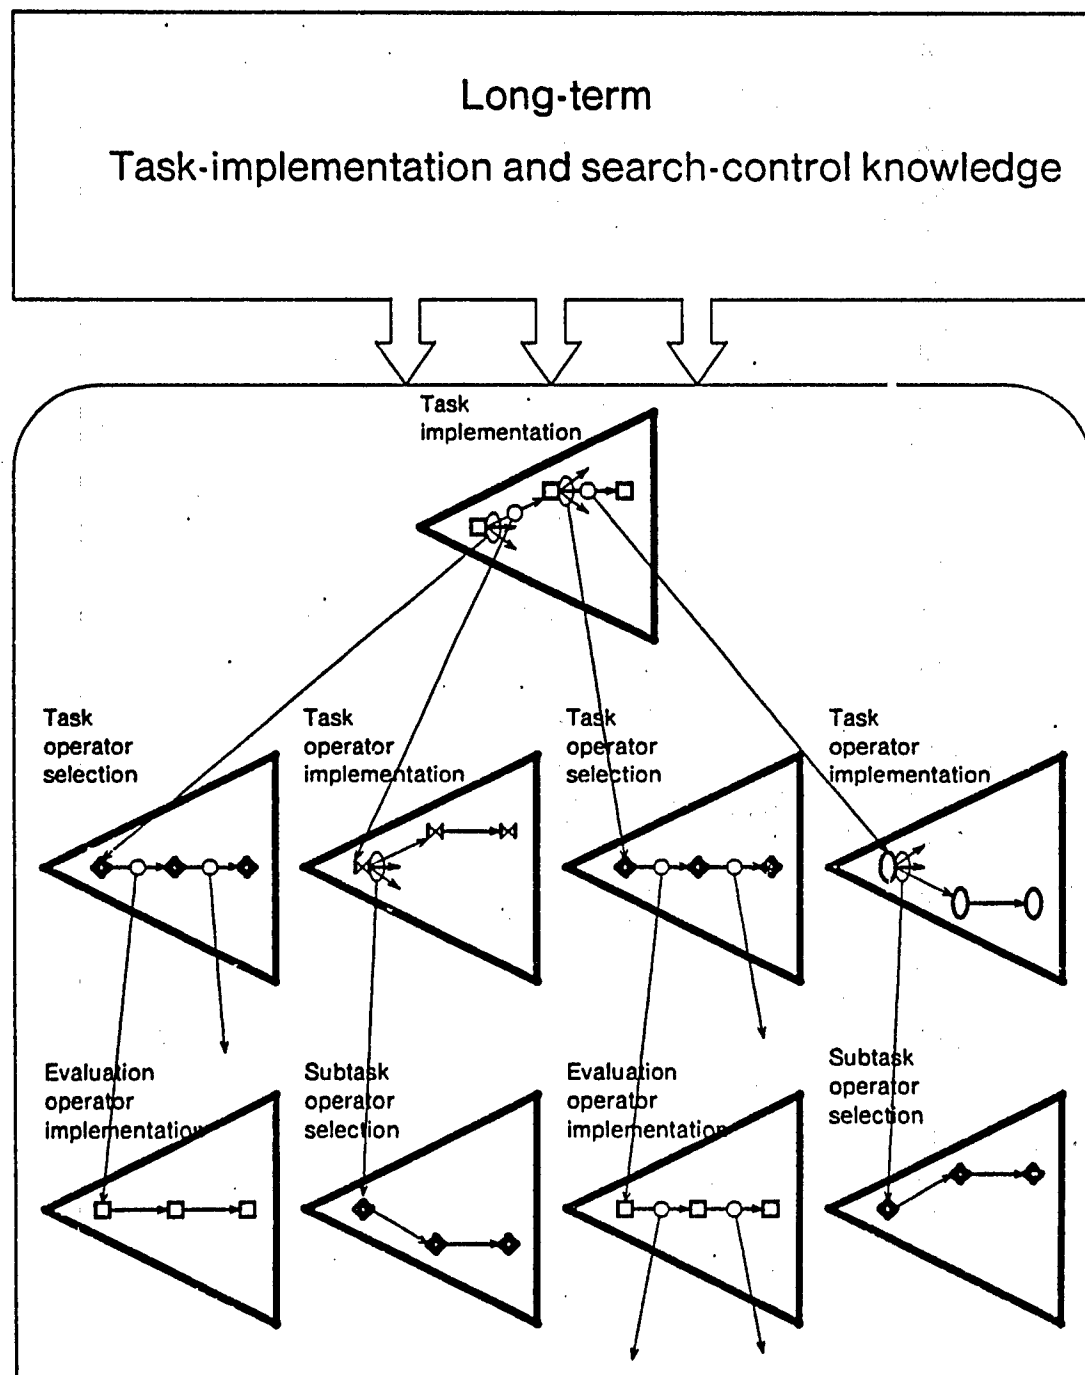 Long-term
Task-implementation and search-control knowledge
Task
implementation
Task
operator
selection
Task
operator
implementation
Task
operator
selection
Task
operator
implementation
Evaluation
operator
implementation
Subtask
operator
selection
Evaluation
operator
implementation
Subtask
operator
selection